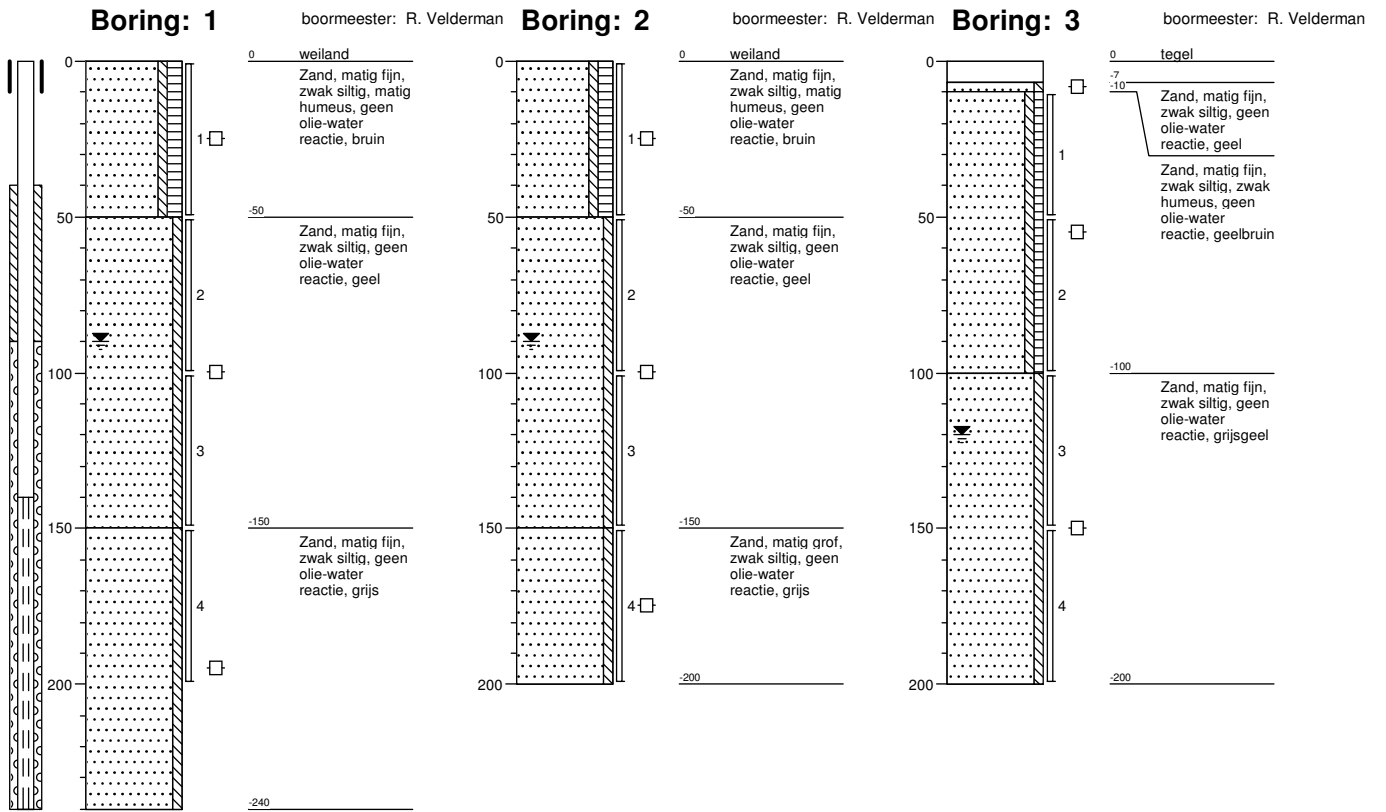 Boring: 1
boormeester: R. Velderman
0
50
100
150
200
1
2
3
4
0
weiland
Zand, matig fijn,
zwak siltig, matig
humeus, geen
olie-water
reactie, bruin
-50
Zand, matig fijn,
zwak siltig, geen
olie-water
reactie, geel
-150
Zand, matig fijn,
zwak siltig, geen
olie-water
reactie, grijs
-240
Boring: 2
boormeester: R. Velderman
0
50
100
150
200
1
2
3
4
0
weiland
Zand, matig fijn,
zwak siltig, matig
humeus, geen
olie-water
reactie, bruin
-50
Zand, matig fijn,
zwak siltig, geen
olie-water
reactie, geel
-150
Zand, matig grof,
zwak siltig, geen
olie-water
reactie, grijs
-200
Boring: 3
boormeester: R. Velderman
0
50
100
150
200
1
2
3
4
0
tegel
-7
-10
Zand, matig fijn,
zwak siltig, geen
olie-water
reactie, geel
Zand, matig fijn,
zwak siltig, zwak
humeus, geen
olie-water
reactie, geelbruin
-100
Zand, matig fijn,
zwak siltig, geen
olie-water
reactie, grijsgeel
-200